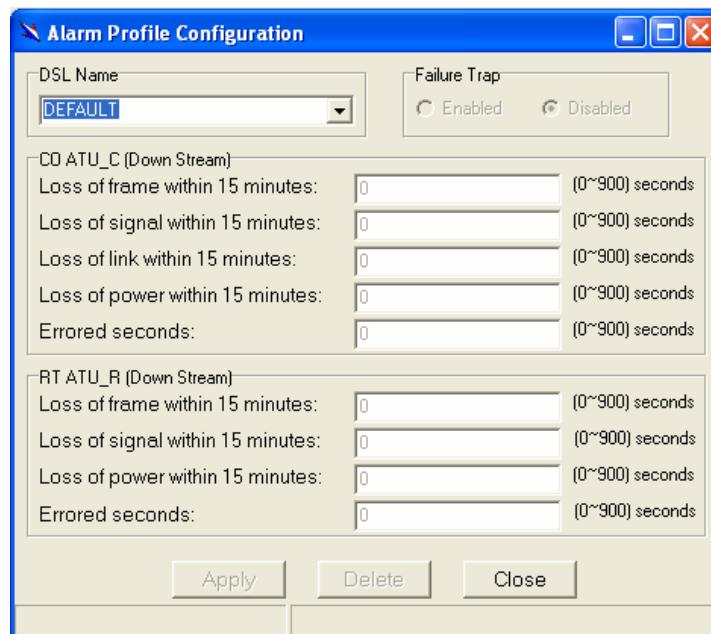 Alarm Profile Configuration
DSL Name
Failure Trap
DEFAULT
Enabled
Disabled
CO ATU_C (Down Stream)
Loss of frame within 15 minutes: 0 (0~900) seconds
Loss of signal within 15 minutes: 0 (0~900) seconds
Loss of link within 15 minutes: 0 (0~900) seconds
Loss of power within 15 minutes: 0 (0~900) seconds
Errored seconds: 0 (0~900) seconds
RT ATU_R (Down Stream)
Loss of frame within 15 minutes: 0 (0~900) seconds
Loss of signal within 15 minutes: 0 (0~900) seconds
Loss of power within 15 minutes: 0 (0~900) seconds
Errored seconds: 0 (0~900) seconds
Apply Delete Close